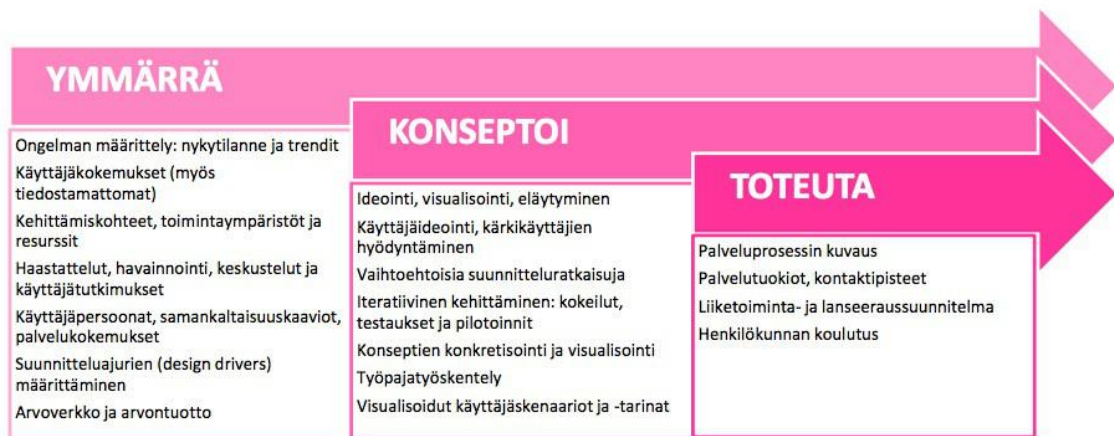 YMMÄRRÄ
Ongelman määrittely: nykytilanne ja trendit
Käyttäjäkokemukset (myös
tiedostamattomat)
Kehittämiskohteet, toimintaympäristöt ja
resurssit
Haastattelut, havainnointi, keskustelut ja
käyttäjätutkimukset
Käyttäjäpersoonat, samankaltaisuuskaaviot,
palvelukokemukset
Suunnitteluajurien (design drivers)
määrittäminen
Arvoverkko ja arvontuotto
KONSEPTOI
Ideointi, visualisointi, eläytyminen
Käyttäjäideointi, kärkikäyttäjien
hyödyntäminen
Vaihtoehtoisia suunnitteluratkaisuja
Iteratiivinen kehittäminen: kokeilut,
testaukset ja pilotoinnit
Konseptien konkretisointi ja visualisointi
Työpajatyöskentely
Visualisoidut käyttäjäskenaariot ja -tarinat
TOTEUTA
Palveluprosessin kuvaus
Palvelutuokiot, kontaktipisteet
Liiketoiminta- ja lanseeraussuunnitelma
Henkilökunnan koulutus